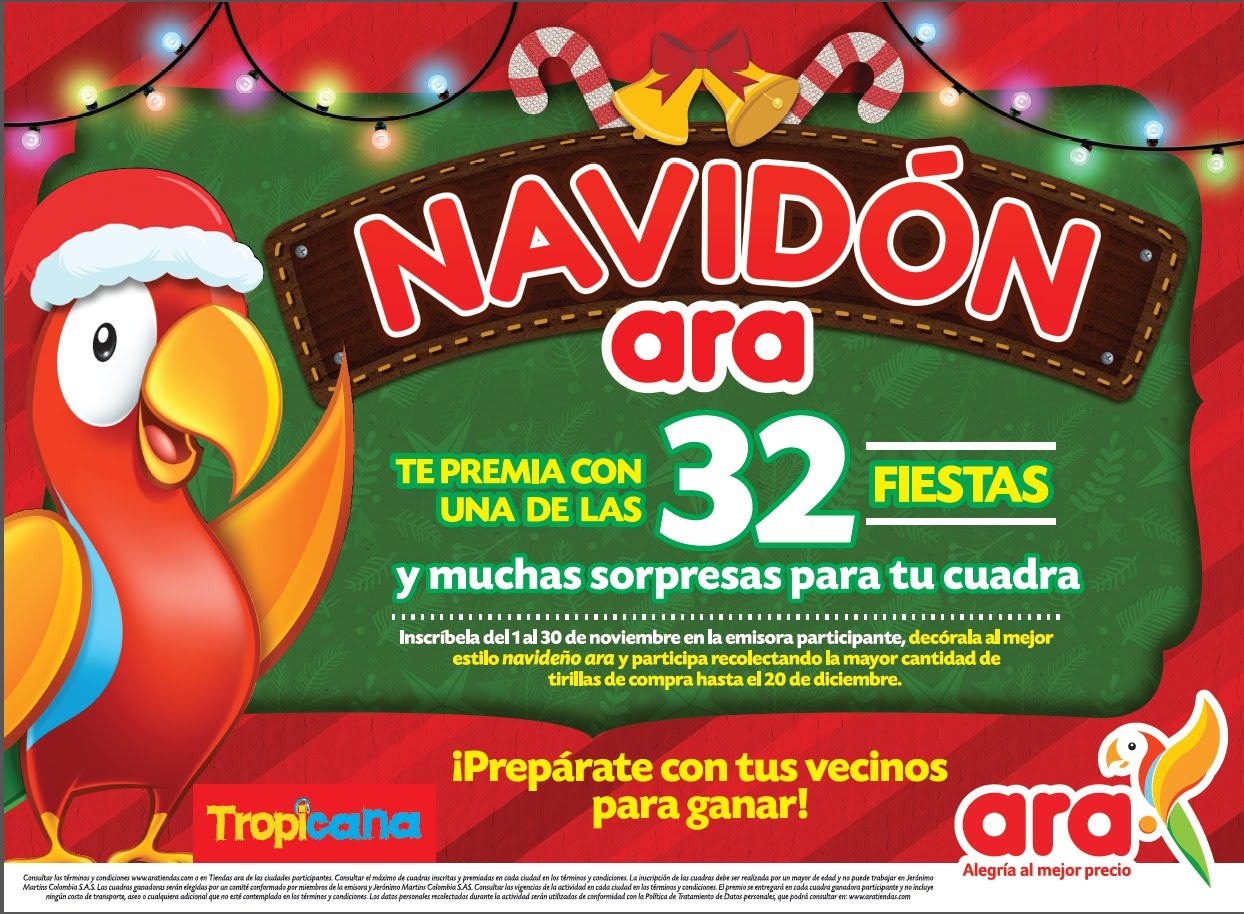 NAVIDÓN
ara
TE PREMIA CON
UNA DE LAS
32
FIESTAS
y muchas sorpresas para tu cuadra
Inscríbela del 1 al 30 de noviembre en la emisora participante, decórala al mejor
estilo navideño ara y participa recolectando la mayor cantidad de
tirillas de compra hasta el 20 de diciembre.
¡Prepárate con tus vecinos
para ganar!
Tropicana
ara
Alegría al mejor precio
Consultar los términos y condiciones www.aratiendas.com o en Tiendas ara de las ciudades participantes. Consultar el máximo de cuadras inscritas y premiadas en cada ciudad en los términos y condiciones. La inscripción de las cuadras debe ser realizada por un mayor de edad y no puede trabajar en Jerónimo
Martins Colombia S.A.S. Las cuadras ganadoras serán elegidas por un comité conformado por miembros de la emisora y Jerónimo Martins Colombia S.AS. Consultar las vigencias de la actividad en cada ciudad en los términos y condiciones. El premio se entregará en cada cuadra ganadora participante y no incluye
ningún costo de transporte, aseo o cualquiera adicional que no esté contemplado en los términos y condiciones. Los datos personales recolectados durante la actividad serán utilizados de conformidad con la Política de Tratamiento de Datos personales, que podrá consultar en: www.aratiendas.com